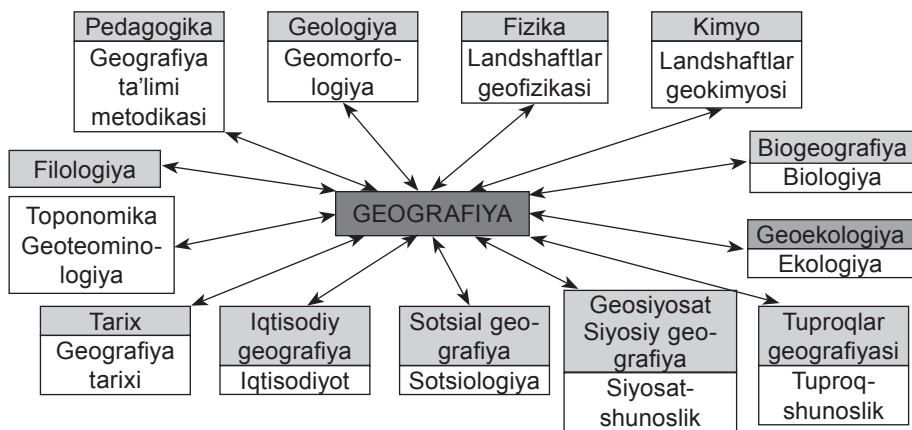 Pedagogika
Geografiya
ta'limi
metodikasi
Geologiya
Geomorfo-
logiya
Fizika
Landshaftlar
geofizikasi
Kimyo
Landshaftlar
geokimyosi
Filologiya
Toponomika
Geoteomino-
logiya
GEOGRAFIYA
Biogeografiya
Biologiya
Geoekologiya
Ekologiya
Tarix
Geografiya
tarixi
Iqtisodiy
geografiya
Iqtisodiyot
Sotsial geo-
grafiya
Sotsiologiya
Geosiyosat
Siyosiy geo-
grafiya
Siyosat-
shunoslik
Tuproqlar
geografiyasi
Tuproq-
shunoslik